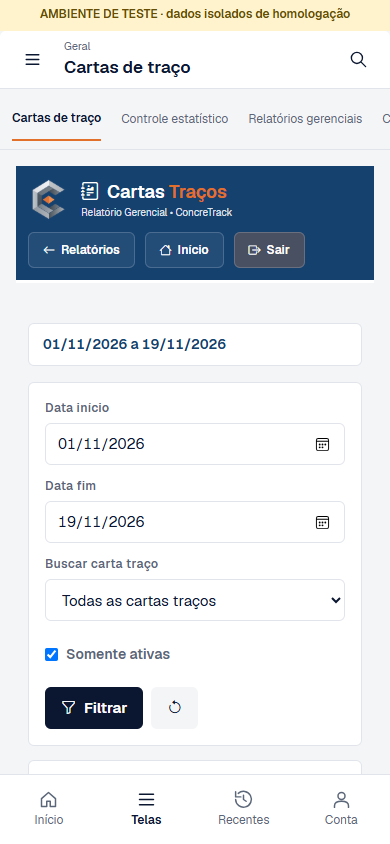 AMBIENTE DE TESTE · dados isolados de homologação
Geral
Cartas de traço
Cartas de traço Controle estatístico Relatórios gerenciais C
Cartas Traços
Relatório Gerencial • ConcreTrack
Relatórios Início Sair
01/11/2026 a 19/11/2026
Data início
01/11/2026
Data fim
19/11/2026
Buscar carta traço
Todas as cartas traços
Somente ativas
Filtrar
Início Telas Recentes Conta